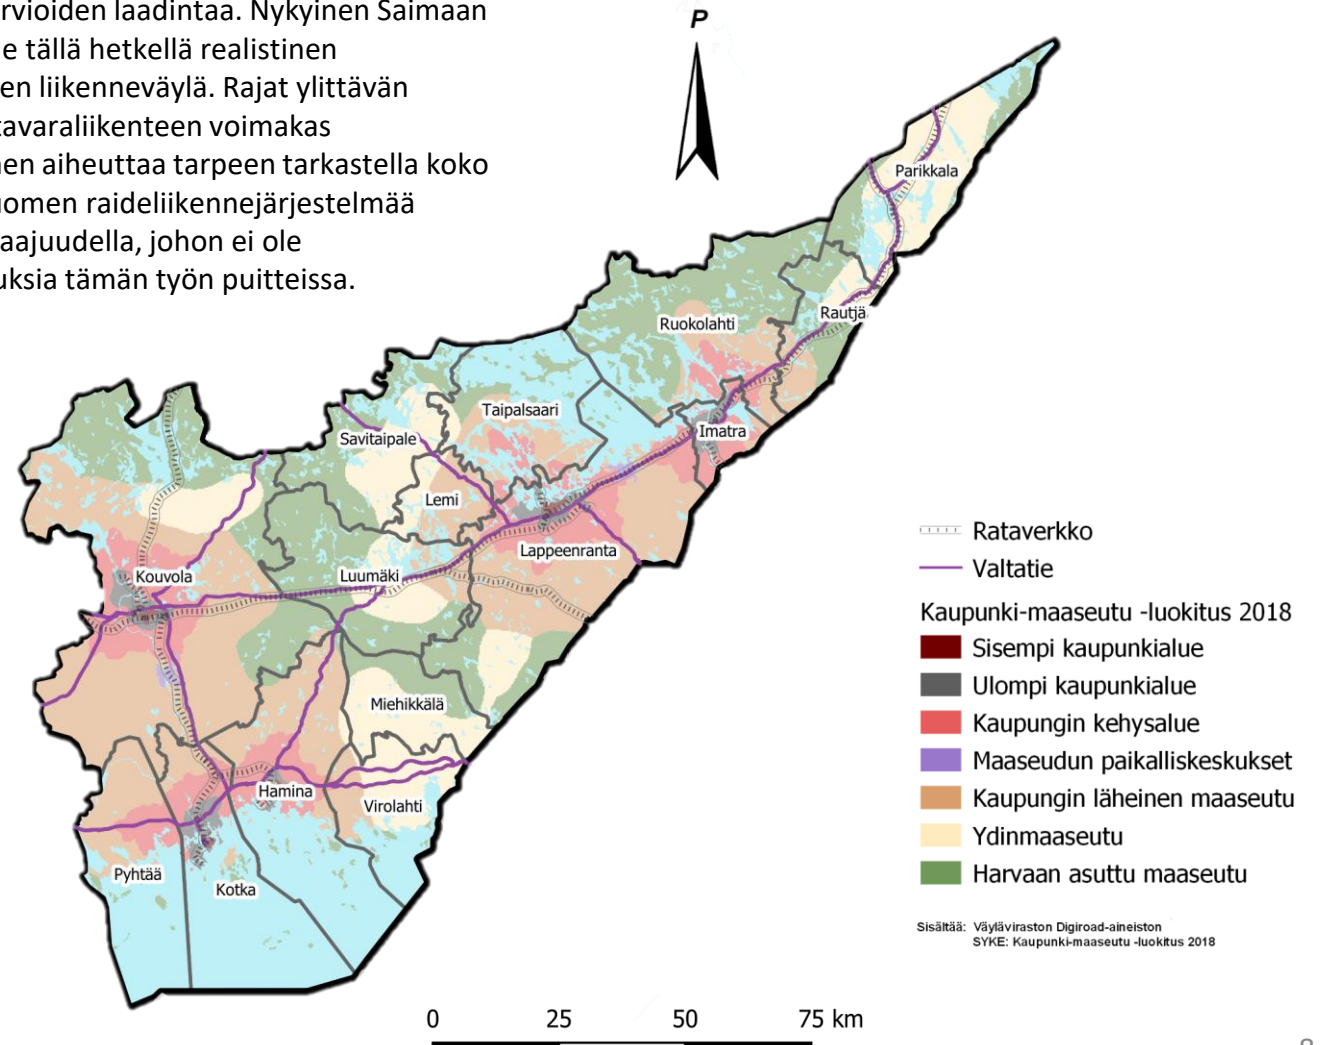 rvioiden laadintaa. Nykyinen Saimaan
e tällä hetkellä realistinen
en liikenneväylä. Rajat ylittävän
tavaraliikenteen voimakas
nen aiheuttaa tarpeen tarkastella koko
uomen raideliikennejärjestelmää
aajuudella, johon ei ole
uksia tämän työn puitteissa.
P
Parikkala
Rautjä
Ruokolahti
Taipalsaari
Savitaipale
Imatra
Lemi
Lappeenranta
Kouvola
Luumäki
Miehikkälä
Hamina
Virolahti
Pyhtää
Kotka
Rataverkko
Valtatie
Kaupunki-maaseutu -luokitus 2018
Sisempi kaupunkialue
Ulompi kaupunkialue
Kaupungin kehysalue
Maaseudun paikalliskeskukset
Kaupungin läheinen maaseutu
Ydinmaaseutu
Harvaan asuttu maaseutu
Sisältää: Väyläviraston Digiroad-aineiston
SYKE: Kaupunki-maaseutu -luokitus 2018
0 25 50 75 km